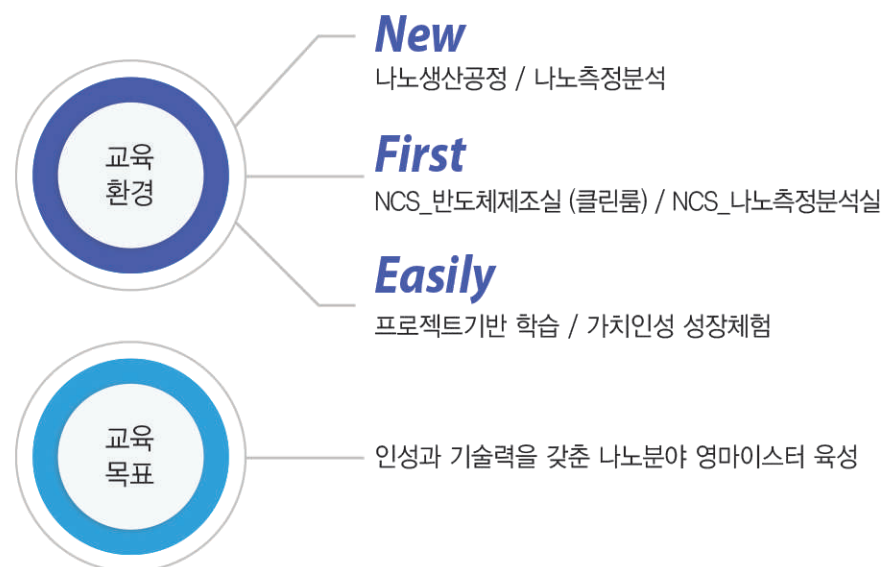 교육
환경
New
나노생산공정 / 나노측정분석
First
NCS_반도체제조실 (클린룸) / NCS_나노측정분석실
Easily
프로젝트기반 학습 / 가치인성 성장체험
교육
목표
인성과 기술력을 갖춘 나노분야 영마이스터 육성